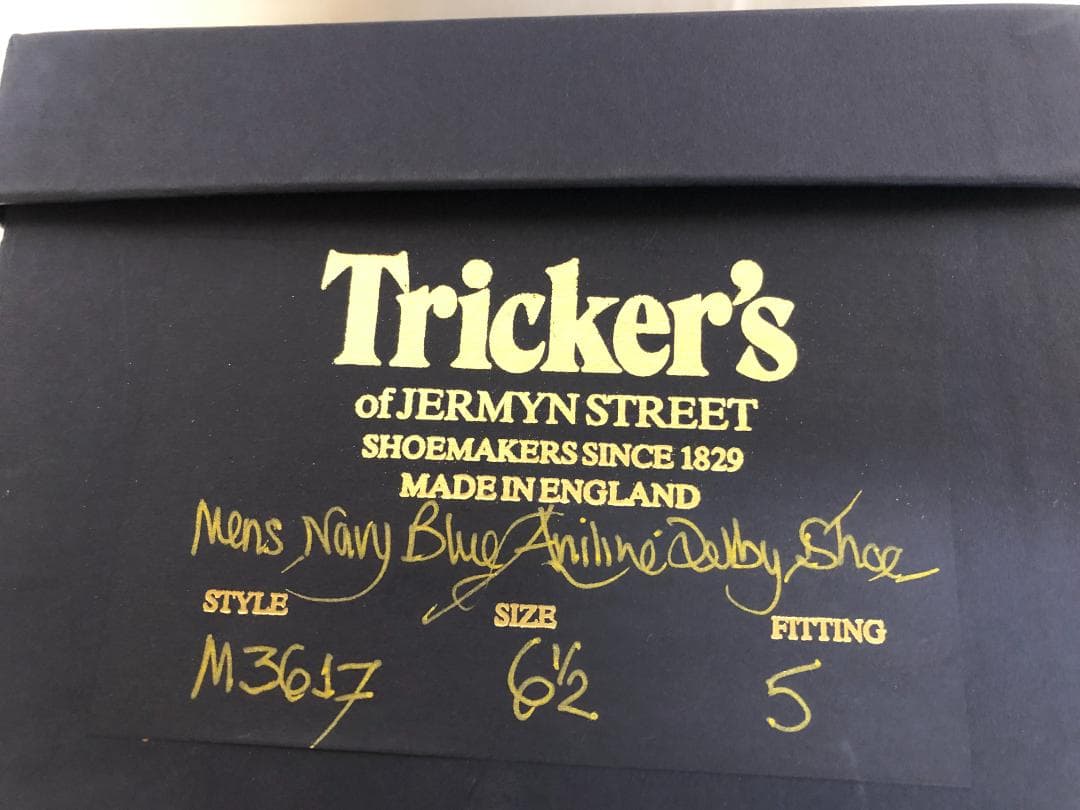 Tricker's
of JERMYN STREET
SHOEMAKERS SINCE 1829
MADE IN ENGLAND
Mens Navy Blue Aniline Derby Shoe
STYLE SIZE FITTING
M3617 6½ 5